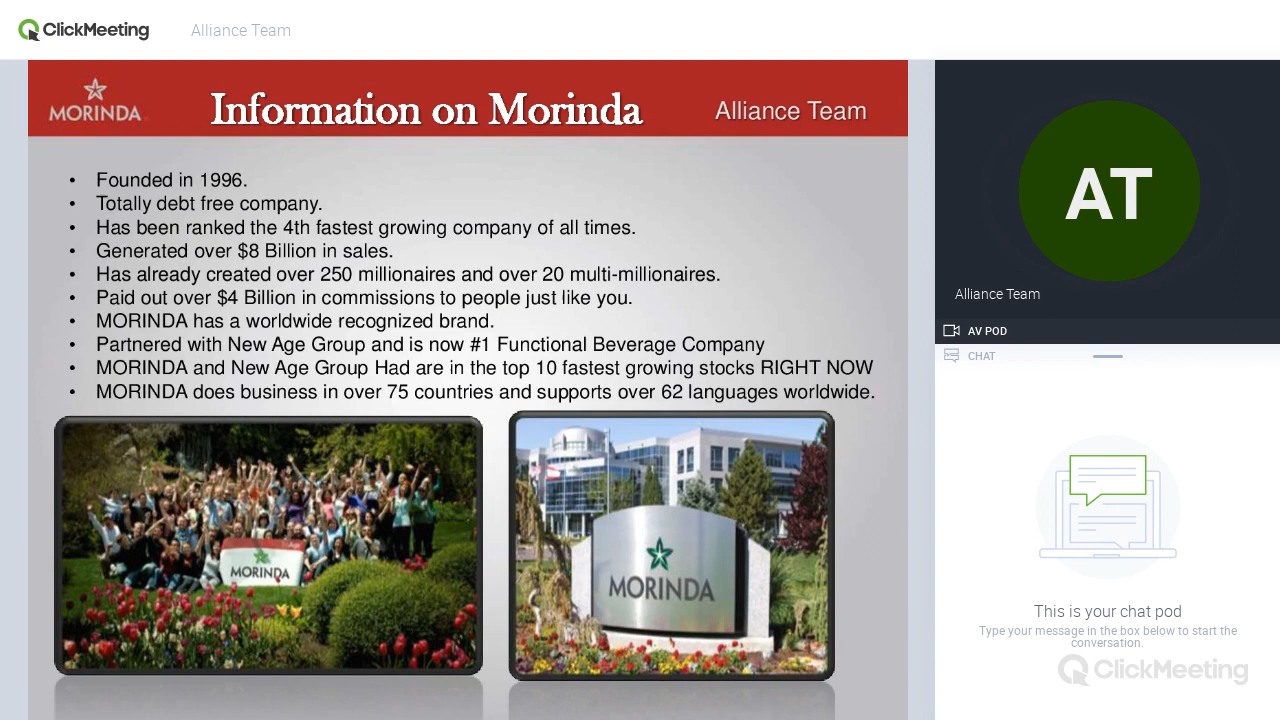 ClickMeeting
Alliance Team
MORINDA
Information on Morinda
Alliance Team
• Founded in 1996.
• Totally debt free company.
• Has been ranked the 4th fastest growing company of all times.
• Generated over $8 Billion in sales.
• Has already created over 250 millionaires and over 20 multi-millionaires.
• Paid out over $4 Billion in commissions to people just like you.
• MORINDA has a worldwide recognized brand.
• Partnered with New Age Group and is now #1 Functional Beverage Company
• MORINDA and New Age Group Had are in the top 10 fastest growing stocks RIGHT NOW
• MORINDA does business in over 75 countries and supports over 62 languages worldwide.
MORINDA
MORINDA
AT
Alliance Team
AV POD
CHAT
This is your chat pod
Type your message in the box below to start the
conversation.
ClickMeeting